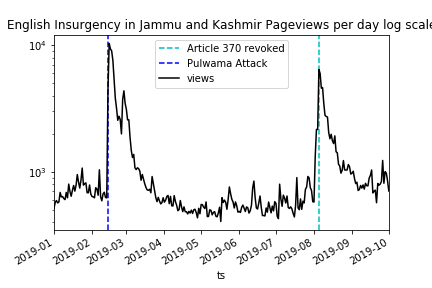 English Insurgency in Jammu and Kashmir Pageviews per day log scale
Article 370 revoked
Pulwama Attack
views
10⁴
10³
2019-01
2019-02
2019-03
2019-04
2019-05
2019-06
2019-07
2019-08
2019-09
2019-10
ts